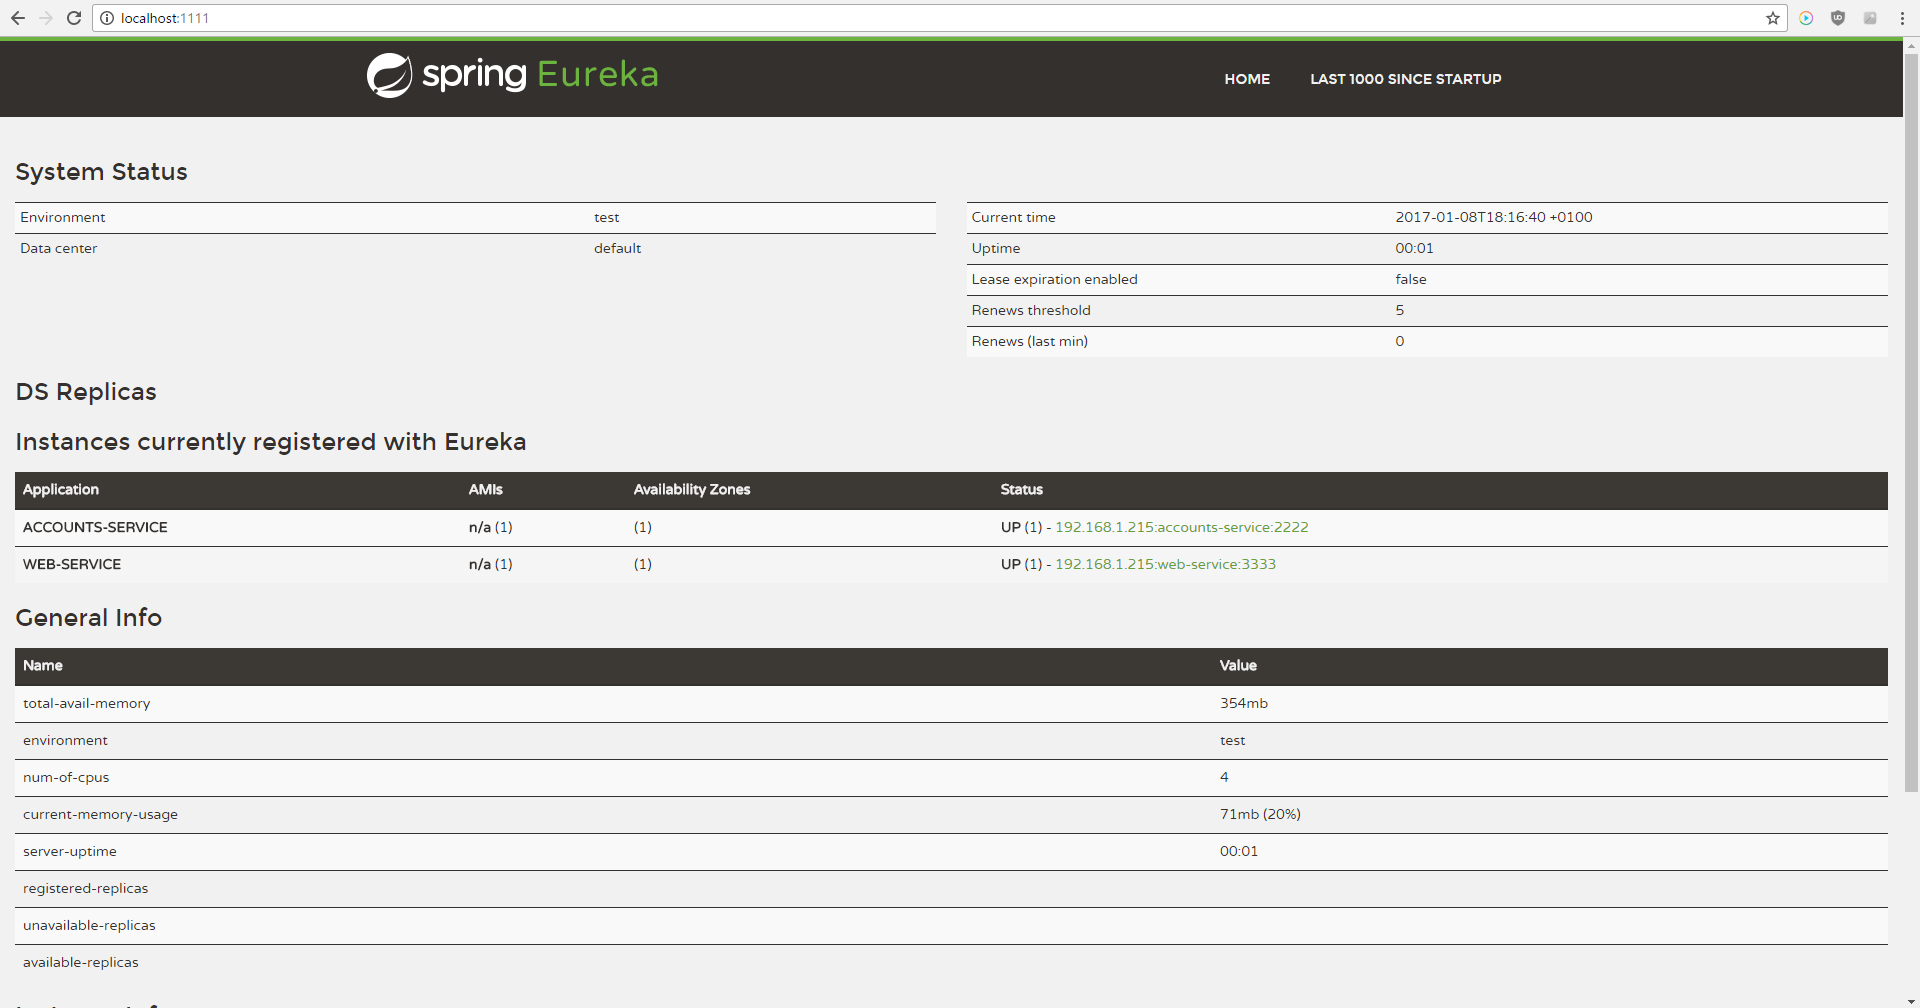 localhost:1111
spring Eureka
HOME LAST 1000 SINCE STARTUP
System Status
Environment test
Data center default
Current time 2017-01-08T18:16:40 +0100
Uptime 00:01
Lease expiration enabled false
Renews threshold 5
Renews (last min) 0
DS Replicas
Instances currently registered with Eureka
Application AMIs Availability Zones Status
ACCOUNTS-SERVICE n/a (1) (1) UP (1) - 192.168.1.215:accounts-service:2222
WEB-SERVICE n/a (1) (1) UP (1) - 192.168.1.215:web-service:3333
General Info
Name Value
total-avail-memory 354mb
environment test
num-of-cpus 4
current-memory-usage 71mb (20%)
server-uptime 00:01
registered-replicas
unavailable-replicas
available-replicas